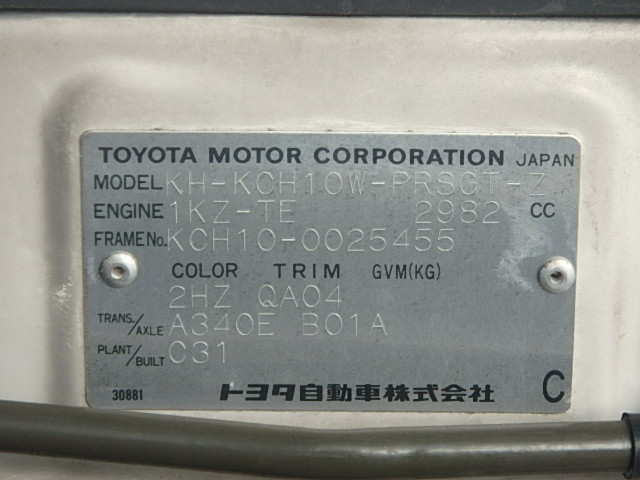 TOYOTA MOTOR CORPORATION JAPAN
MODEL KH-KCH10W-PRSGT-Z
ENGINE 1KZ-TE 2982 CC
FRAME No. KCH10-0025455
COLOR TRIM GVM(KG)
2HZ QA04
TRANS./AXLE A340E B01A
PLANT/BUILT C31
30881 トヨタ自動車株式会社 C